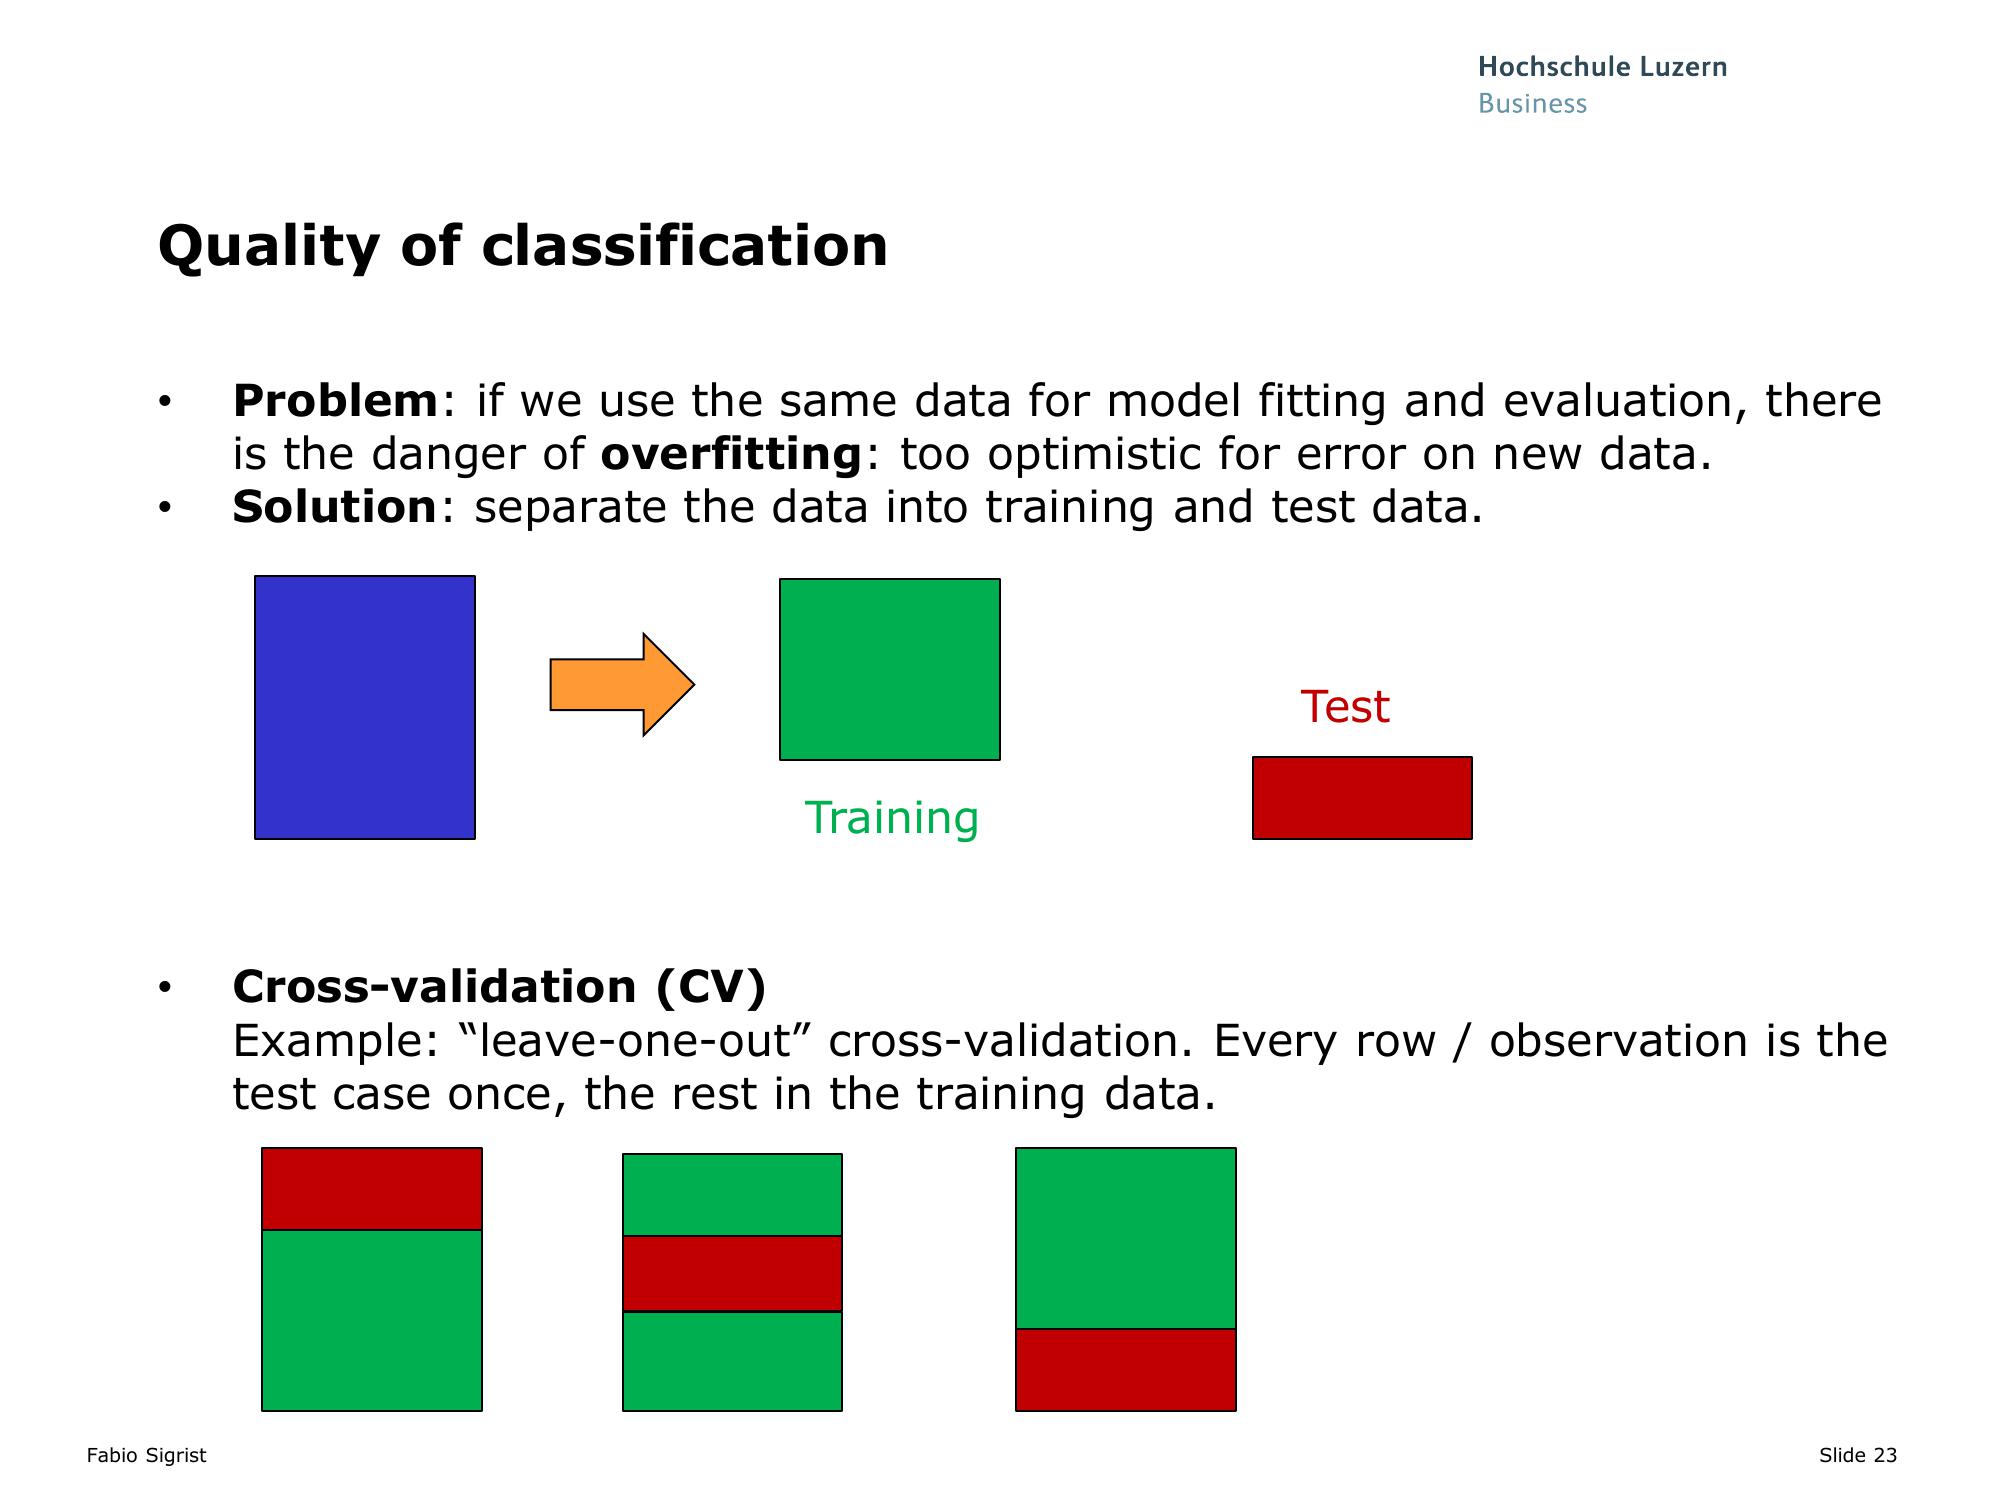 Hochschule Luzern
Business
Quality of classification
• Problem: if we use the same data for model fitting and evaluation, there
is the danger of overfitting: too optimistic for error on new data.
• Solution: separate the data into training and test data.
Test
Training
• Cross-validation (CV)
Example: “leave-one-out” cross-validation. Every row / observation is the
test case once, the rest in the training data.
Fabio Sigrist
Slide 23